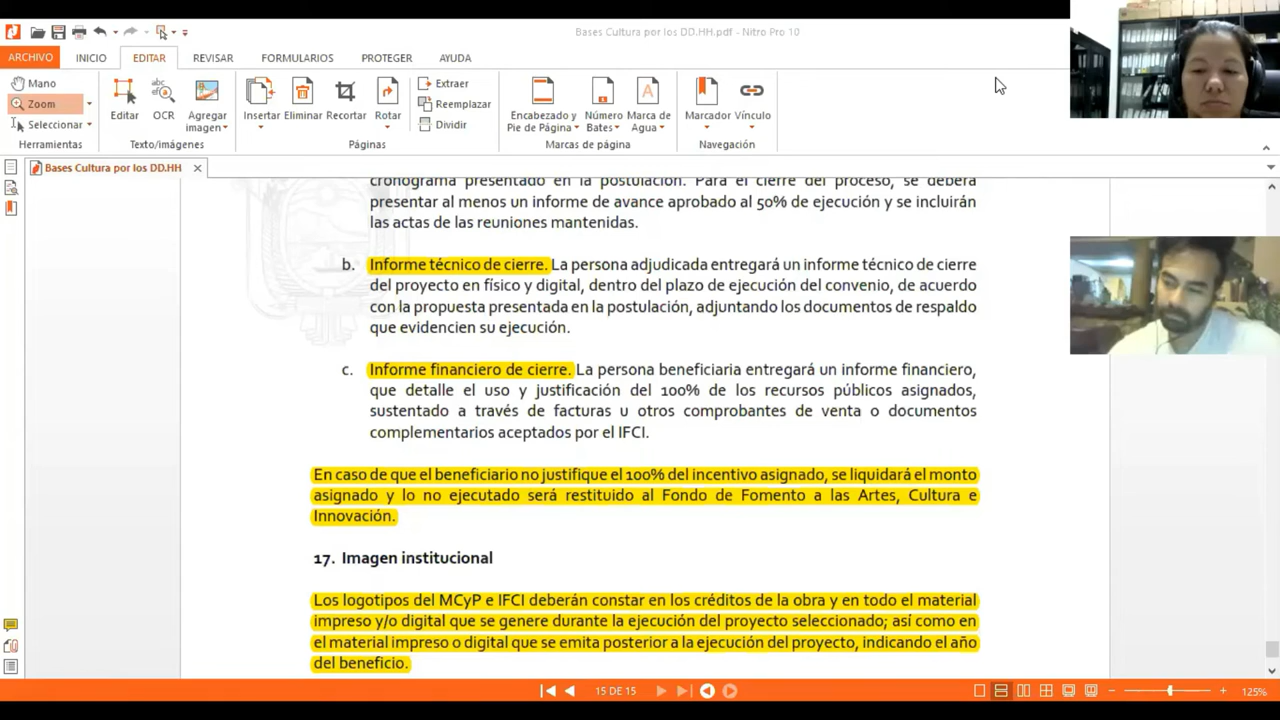 Bases Cultura por los DD.HH.pdf - Nitro Pro 10
ARCHIVO INICIO EDITAR REVISAR FORMULARIOS PROTEGER AYUDA
Mano
Zoom
Seleccionar
Herramientas
Editar
OCR
Agregar imagen
Texto/imágenes
Insertar
Eliminar
Recortar
Rotar
Extraer
Reemplazar
Dividir
Páginas
Encabezado y Pie de Página
Número Bates
Marca de Agua
Marcas de página
Marcador
Vínculo
Navegación
Bases Cultura por los DD.HH
cronograma presentado en la postulación. Para el cierre del proceso, se deberá
presentar al menos un informe de avance aprobado al 50% de ejecución y se incluirán
las actas de las reuniones mantenidas.
b. Informe técnico de cierre. La persona adjudicada entregará un informe técnico de cierre
del proyecto en físico y digital, dentro del plazo de ejecución del convenio, de acuerdo
con la propuesta presentada en la postulación, adjuntando los documentos de respaldo
que evidencien su ejecución.
c. Informe financiero de cierre. La persona beneficiaria entregará un informe financiero,
que detalle el uso y justificación del 100% de los recursos públicos asignados,
sustentado a través de facturas u otros comprobantes de venta o documentos
complementarios aceptados por el IFCI.
En caso de que el beneficiario no justifique el 100% del incentivo asignado, se liquidará el monto
asignado y lo no ejecutado será restituido al Fondo de Fomento a las Artes, Cultura e
Innovación.
17. Imagen institucional
Los logotipos del MCyP e IFCI deberán constar en los créditos de la obra y en todo el material
impreso y/o digital que se genere durante la ejecución del proyecto seleccionado; así como en
el material impreso o digital que se emita posterior a la ejecución del proyecto, indicando el año
del beneficio.
15 DE 15
125%